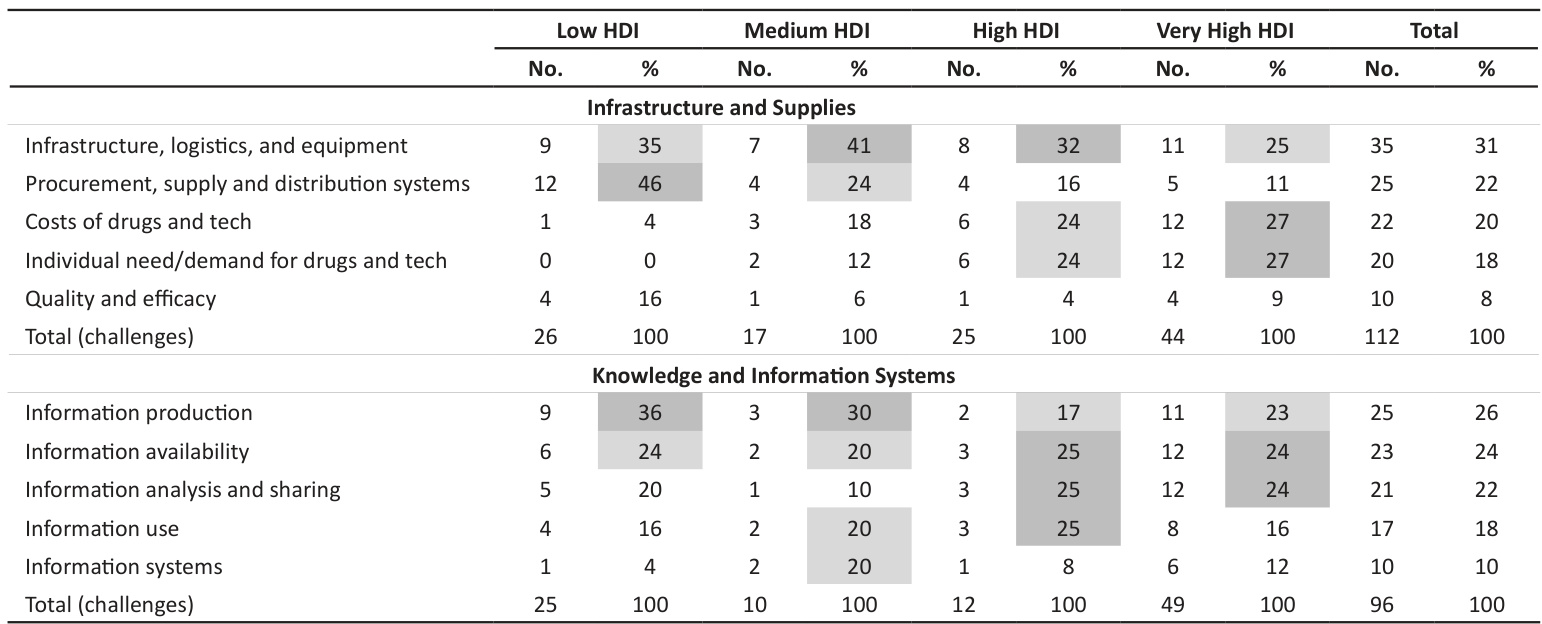 Low HDI Medium HDI High HDI Very High HDI Total
No. % No. % No. % No. % No. %
Infrastructure and Supplies
Infrastructure, logistics, and equipment 9 35 7 41 8 32 11 25 35 31
Procurement, supply and distribution systems 12 46 4 24 4 16 5 11 25 22
Costs of drugs and tech 1 4 3 18 6 24 12 27 22 20
Individual need/demand for drugs and tech 0 0 2 12 6 24 12 27 20 18
Quality and efficacy 4 16 1 6 1 4 4 9 10 8
Total (challenges) 26 100 17 100 25 100 44 100 112 100
Knowledge and Information Systems
Information production 9 36 3 30 2 17 11 23 25 26
Information availability 6 24 2 20 3 25 12 24 23 24
Information analysis and sharing 5 20 1 10 3 25 12 24 21 22
Information use 4 16 2 20 3 25 8 16 17 18
Information systems 1 4 2 20 1 8 6 12 10 10
Total (challenges) 25 100 10 100 12 100 49 100 96 100